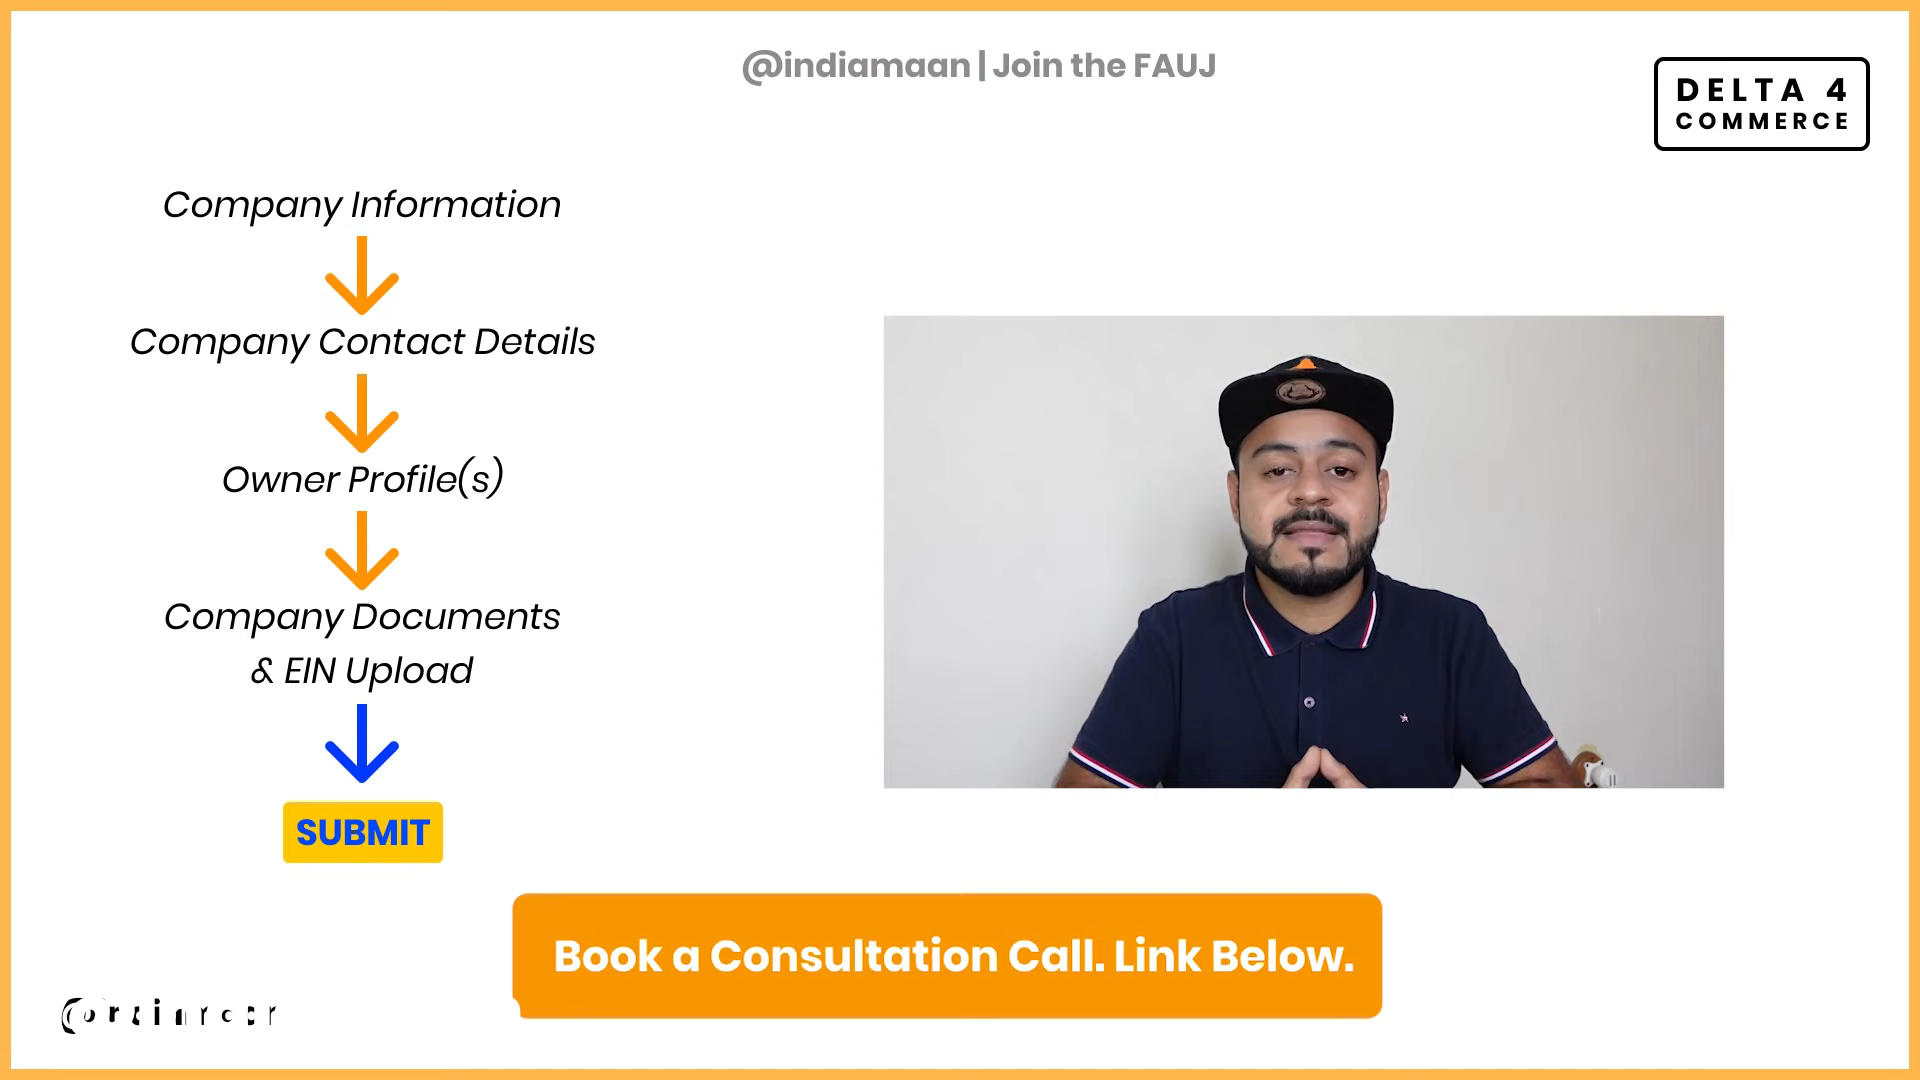 @indiamaan | Join the FAUJ
DELTA 4
COMMERCE
Company Information
Company Contact Details
Owner Profile(s)
Company Documents
& EIN Upload
SUBMIT
Book a Consultation Call. Link Below.